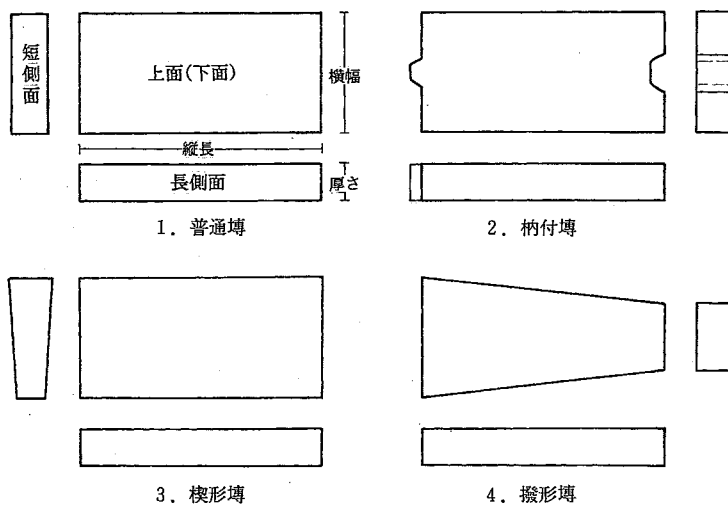 短側面
上面(下面)
横幅
縦長
長側面
厚さ
1. 普通塼
2. 枘付塼
3. 楔形塼
4. 撥形塼